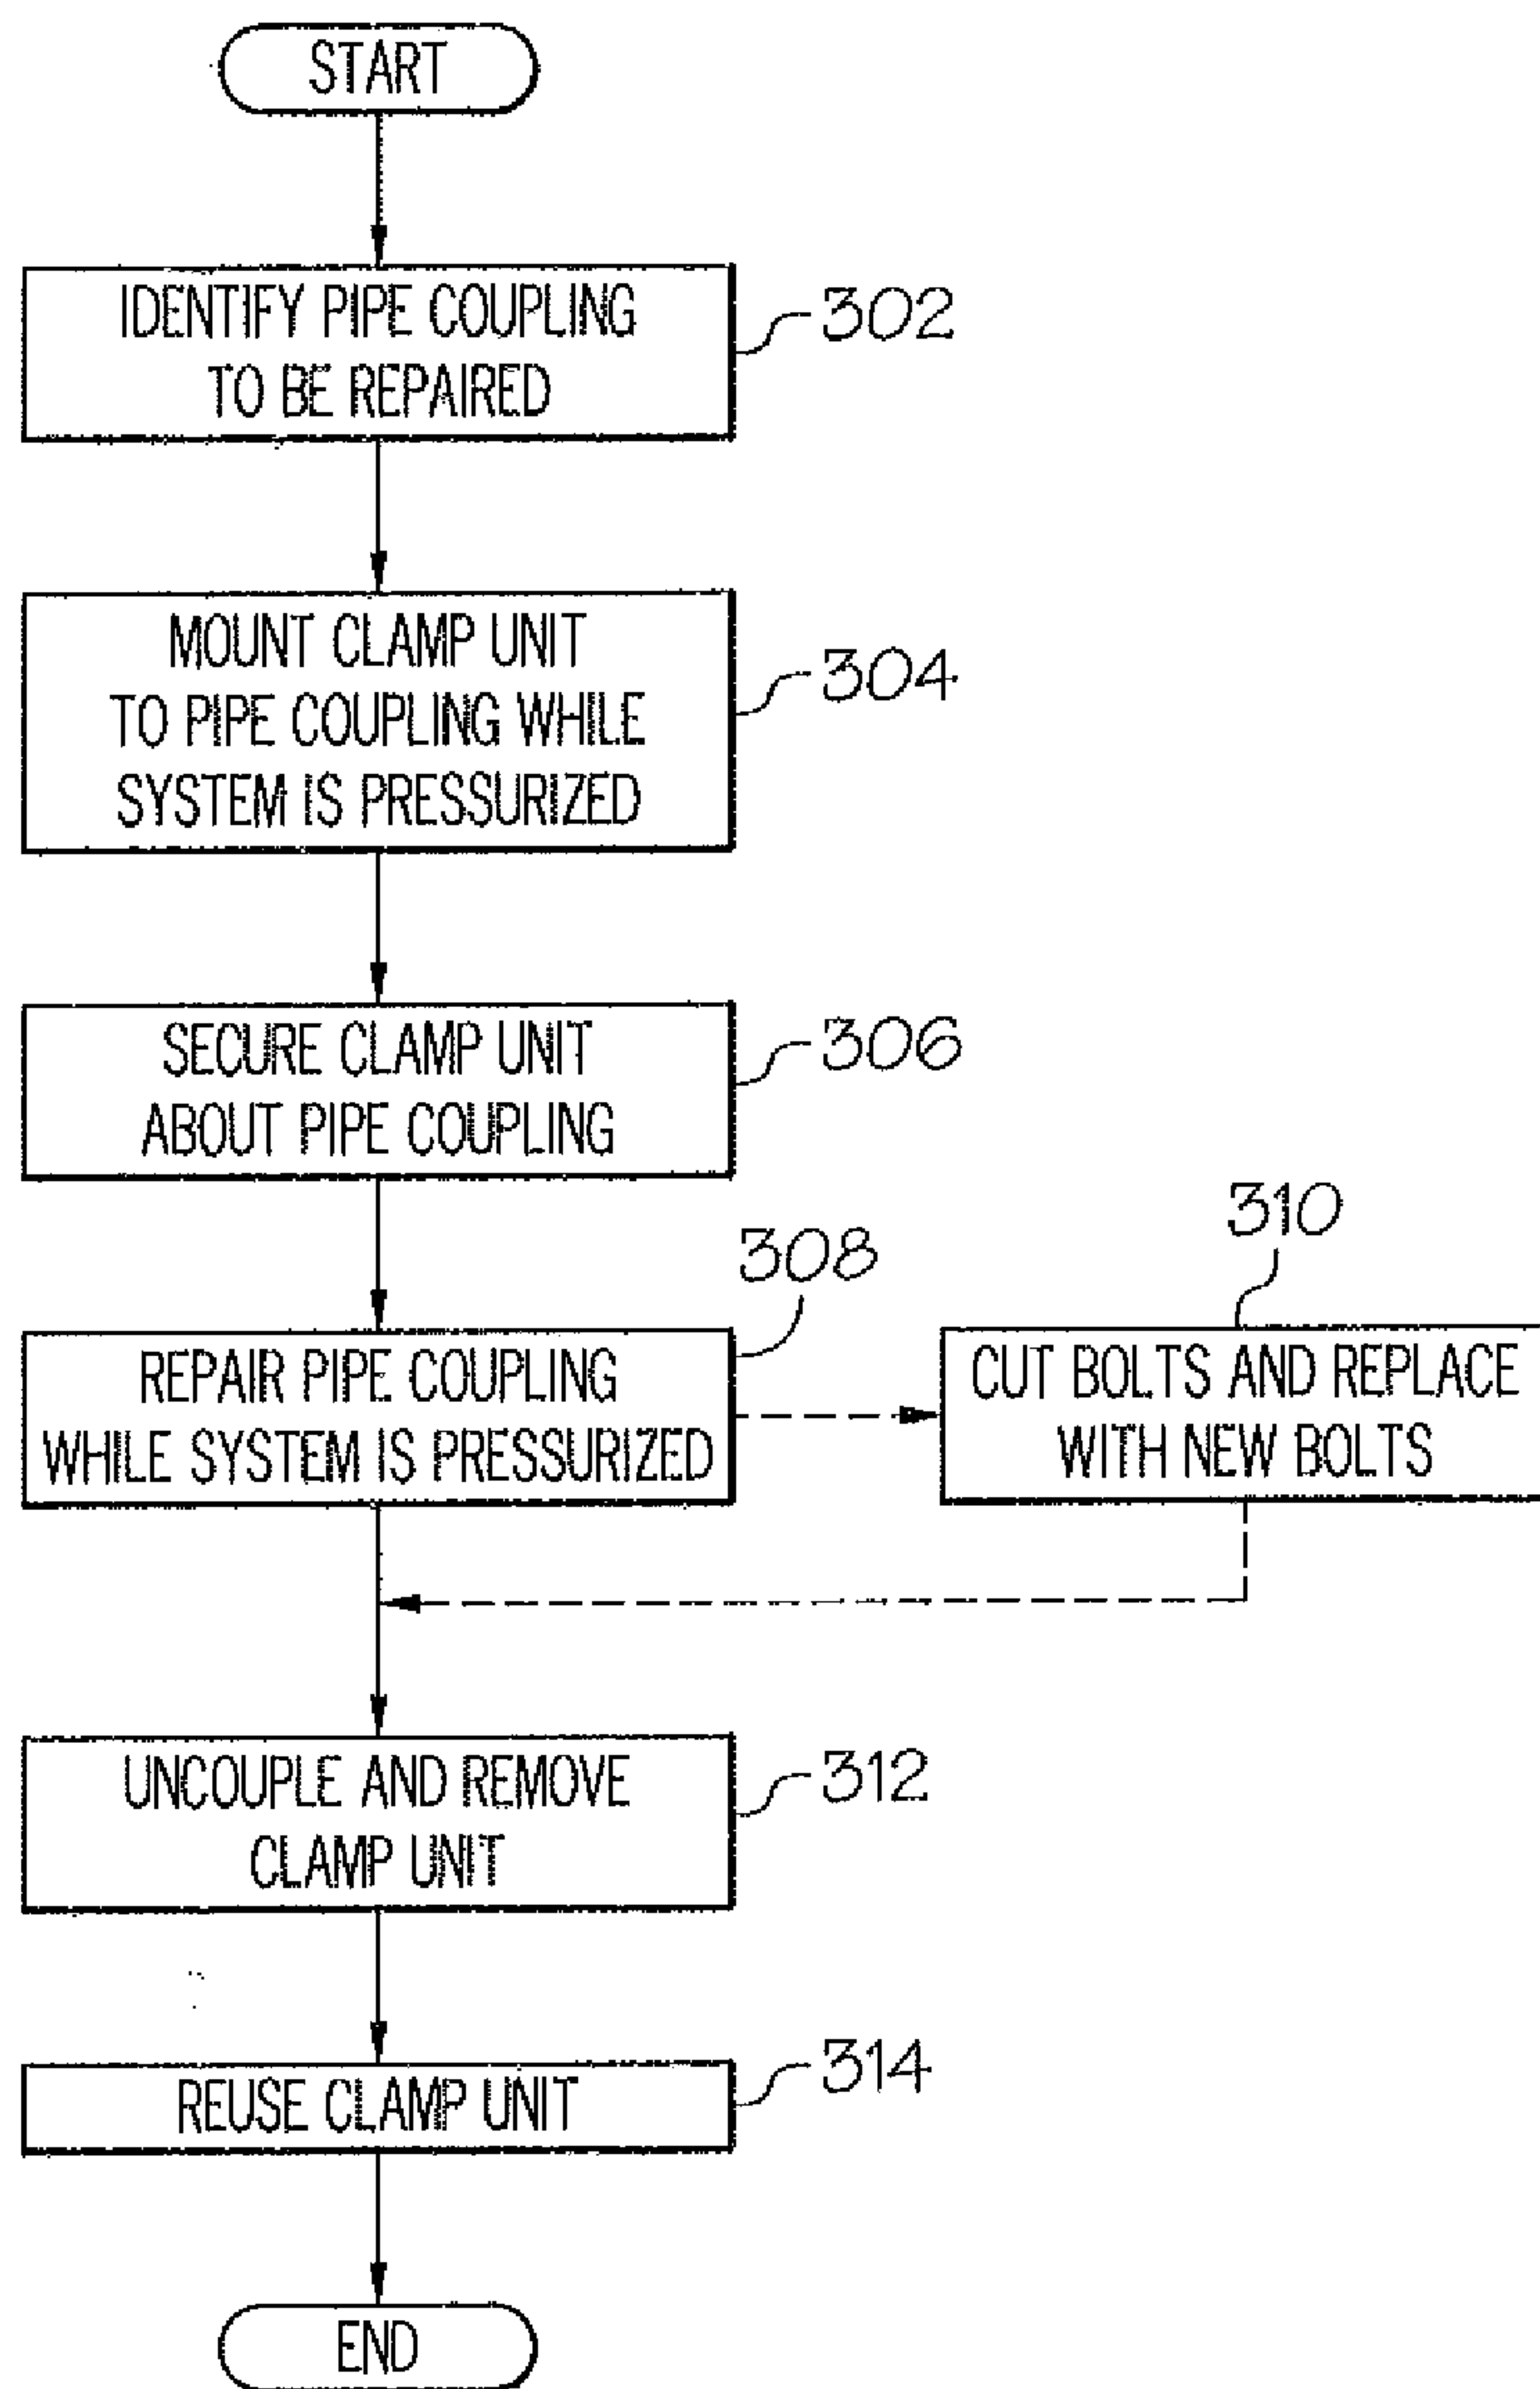 START
IDENTIFY PIPE COUPLING
TO BE REPAIRED
302
MOUNT CLAMP UNIT
TO PIPE COUPLING WHILE
SYSTEM IS PRESSURIZED
304
SECURE CLAMP UNIT
ABOUT PIPE COUPLING
306
REPAIR PIPE COUPLING
WHILE SYSTEM IS PRESSURIZED
308
CUT BOLTS AND REPLACE
WITH NEW BOLTS
310
UNCOUPLE AND REMOVE
CLAMP UNIT
312
REUSE CLAMP UNIT
314
END